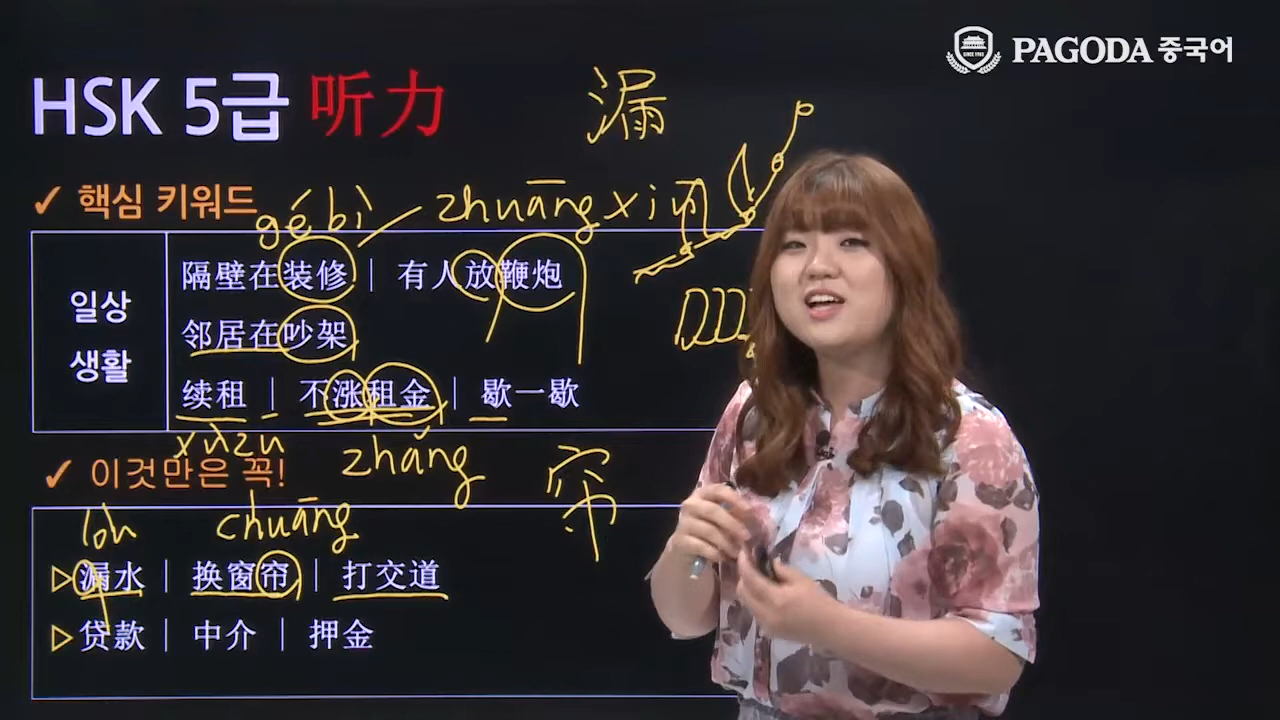 PAGODA 중국어
HSK 5급 听力
漏
✓ 핵심 키워드
gébì zhuāngxiū
일상
생활
隔壁在装修 | 有人放鞭炮
邻居在吵架
续租 | 不涨租金 | 歇一歇
xùzū zhǎng
✓ 이것만은 꼭!
帘
lòu chuāng
▷漏水 | 换窗帘 | 打交道
▷贷款 | 中介 | 押金